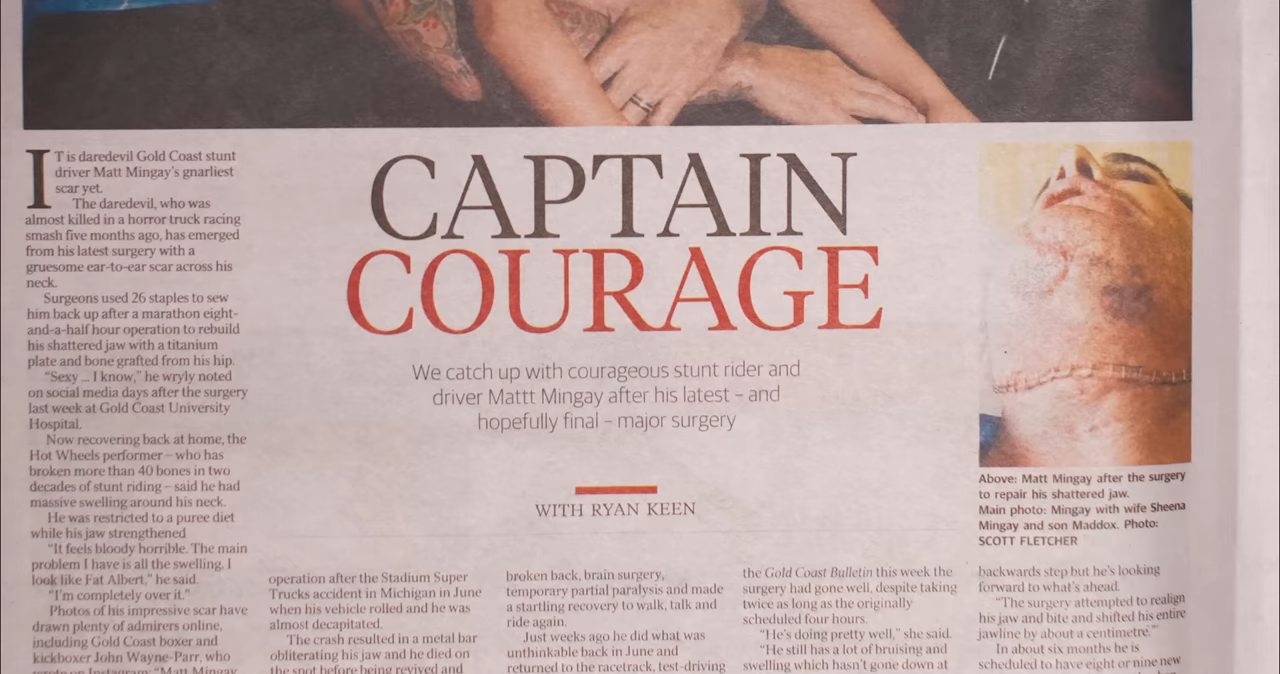 IT is daredevil Gold Coast stunt
driver Matt Mingay's gnarliest
scar yet.
The daredevil, who was
almost killed in a horror truck racing
smash five months ago, has emerged
from his latest surgery with a
gruesome ear-to-ear scar across his
neck.
Surgeons used 26 staples to sew
him back up after a marathon eight-
and-a-half hour operation to rebuild
his shattered jaw with a titanium
plate and bone grafted from his hip.
"Sexy ... I know," he wryly noted
on social media days after the surgery
last week at Gold Coast University
Hospital.
Now recovering back at home, the
Hot Wheels performer – who has
broken more than 40 bones in two
decades of stunt riding – said he had
massive swelling around his neck.
He was restricted to a puree diet
while his jaw strengthened
"It feels bloody horrible. The main
problem I have is all the swelling. I
look like Fat Albert," he said.
"I'm completely over it."
Photos of his impressive scar have
drawn plenty of admirers online,
including Gold Coast boxer and
kickboxer John Wayne-Parr, who
wrote on Instagram: "Matt Mingay
CAPTAIN
COURAGE
We catch up with courageous stunt rider and
driver Mattt Mingay after his latest – and
hopefully final – major surgery
WITH RYAN KEEN
Above: Matt Mingay after the surgery
to repair his shattered jaw.
Main photo: Mingay with wife Sheena
Mingay and son Maddox. Photo:
SCOTT FLETCHER
operation after the Stadium Super
Trucks accident in Michigan in June
when his vehicle rolled and he was
almost decapitated.
The crash resulted in a metal bar
obliterating his jaw and he died on
the spot before being revived and
broken back, brain surgery,
temporary partial paralysis and made
a startling recovery to walk, talk and
ride again.
Just weeks ago he did what was
unthinkable back in June and
returned to the racetrack, test-driving
the Gold Coast Bulletin this week the
surgery had gone well, despite taking
twice as long as the originally
scheduled four hours.
"He's doing pretty well," she said.
"He still has a lot of bruising and
swelling which hasn't gone down at
backwards step but he's looking
forward to what's ahead.
"The surgery attempted to realign
his jaw and bite and shifted his entire
jawline by about a centimetre."
In about six months he is
scheduled to have eight or nine new